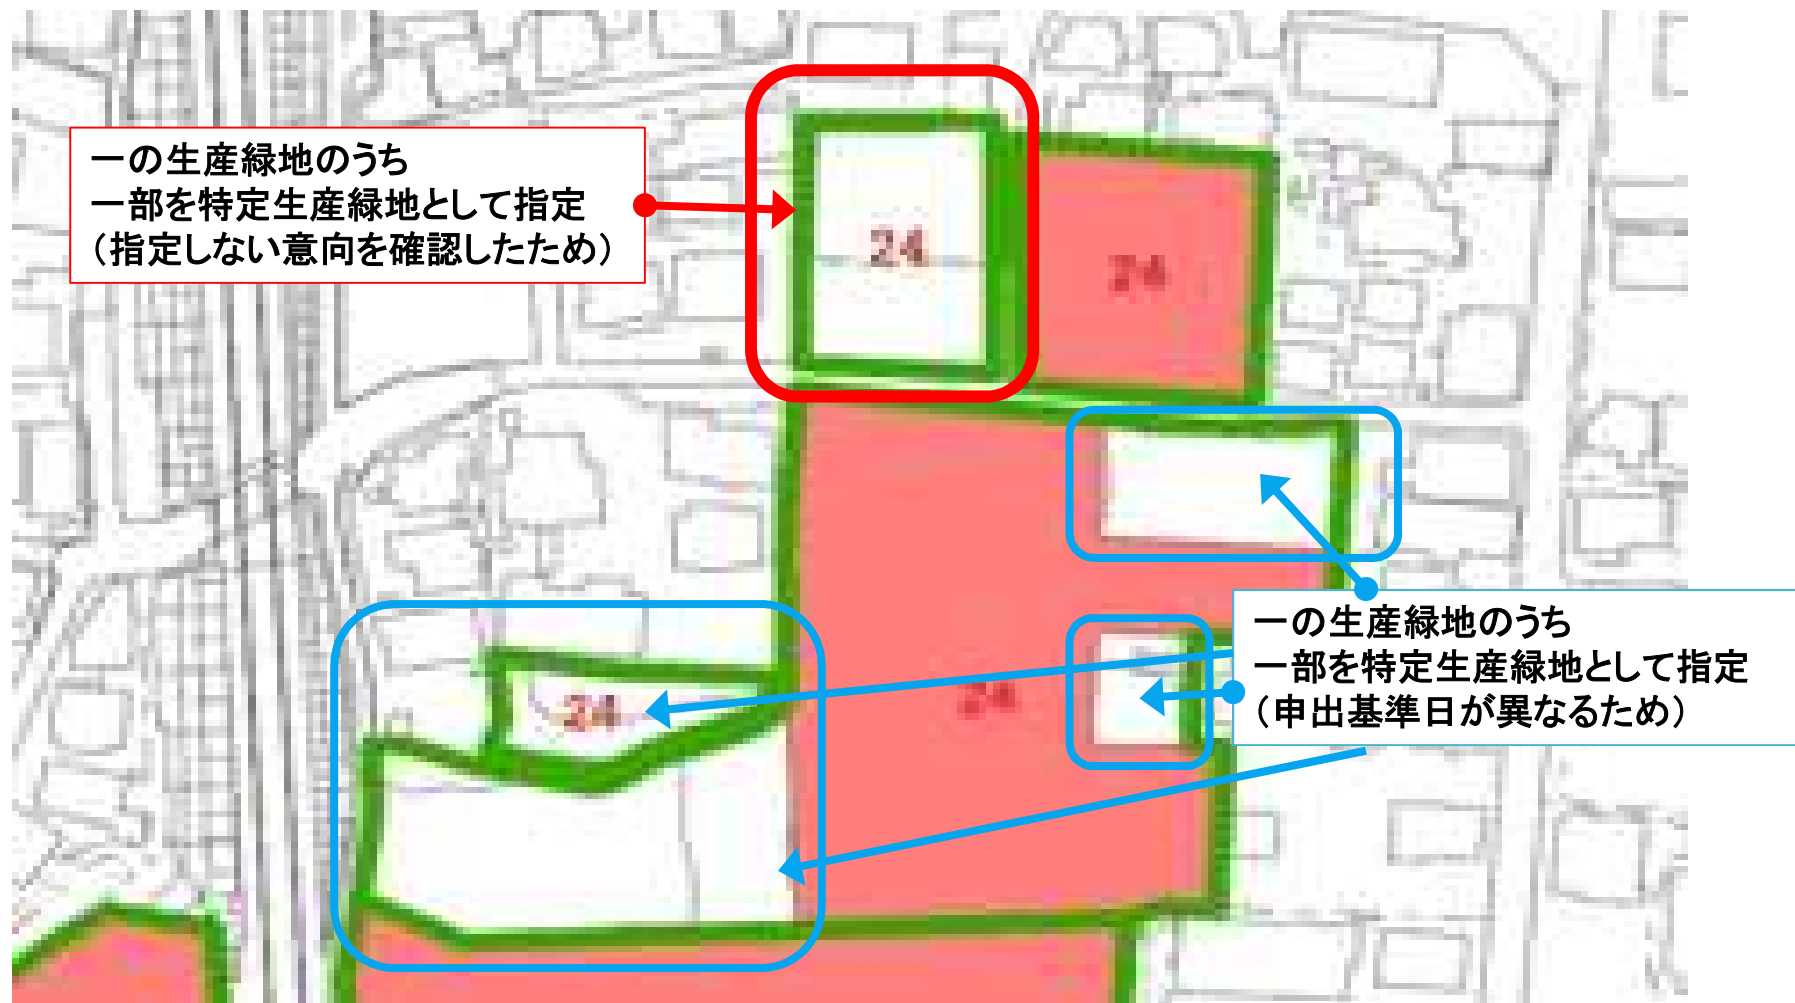 一の生産緑地のうち
一部を特定生産緑地として指定
（指定しない意向を確認したため）
24
24
24
24
一の生産緑地のうち
一部を特定生産緑地として指定
（申出基準日が異なるため）